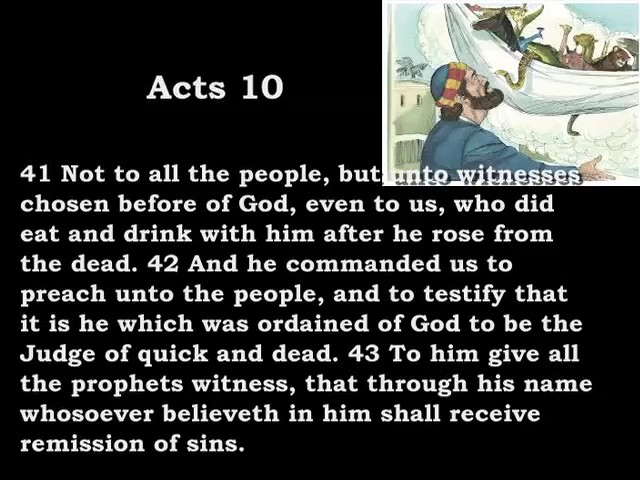 Acts 10
41 Not to all the people, but unto witnesses
chosen before of God, even to us, who did
eat and drink with him after he rose from
the dead. 42 And he commanded us to
preach unto the people, and to testify that
it is he which was ordained of God to be the
Judge of quick and dead. 43 To him give all
the prophets witness, that through his name
whosoever believeth in him shall receive
remission of sins.